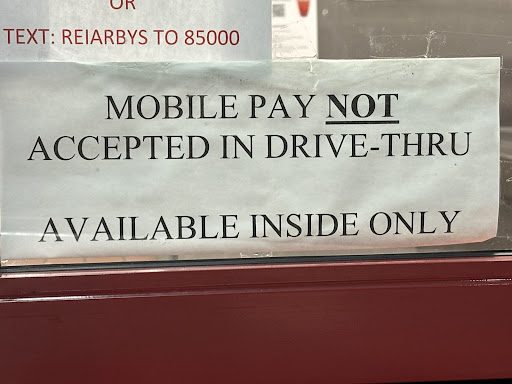 OR
TEXT: REIARBYS TO 85000
MOBILE PAY NOT
ACCEPTED IN DRIVE-THRU
AVAILABLE INSIDE ONLY